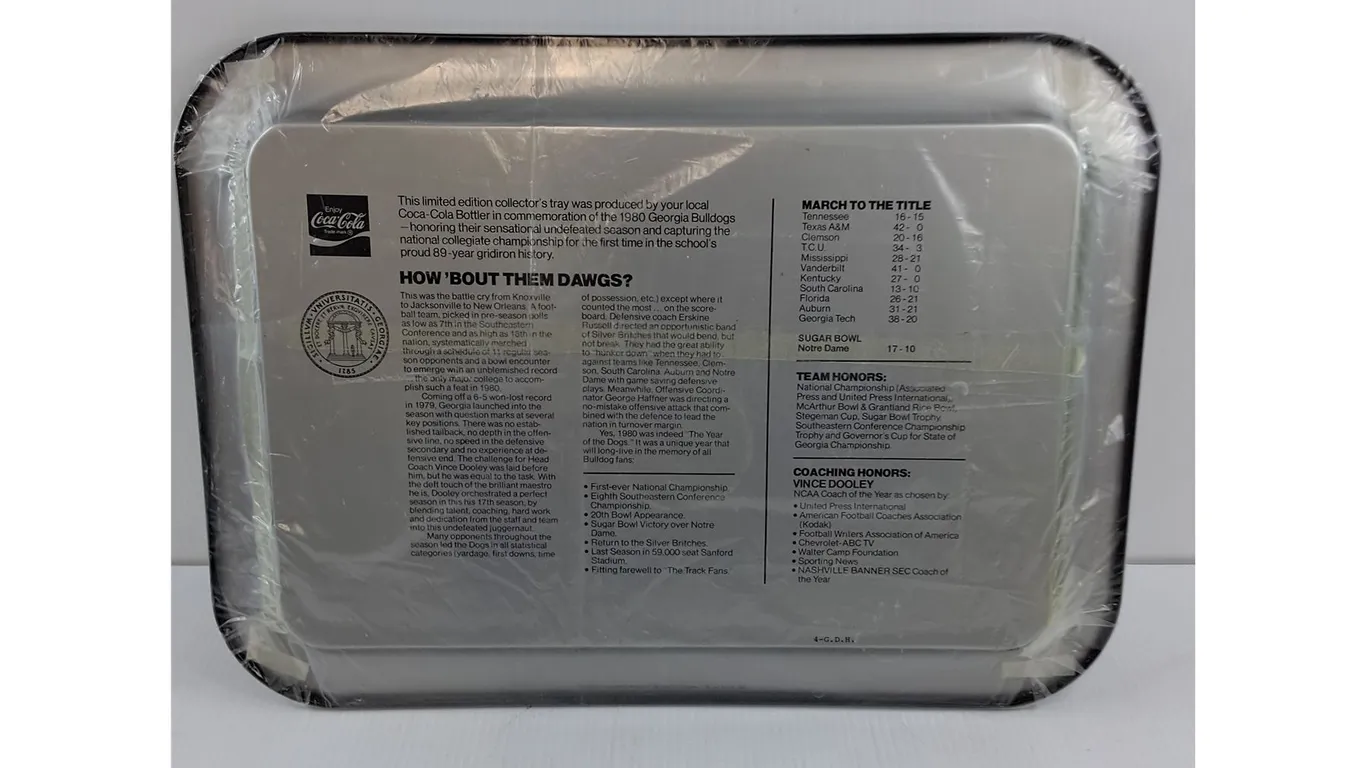 Enjoy
Coca-Cola
Trade-mark ®
This limited edition collector's tray was produced by your local
Coca-Cola Bottler in commemoration of the 1980 Georgia Bulldogs
—honoring their sensational undefeated season and capturing the
national collegiate championship for the first time in the school's
proud 89-year gridiron history.
HOW 'BOUT THEM DAWGS?
SIGILLVM · VNIVERSITATIS · GEORGIAE
1785
This was the battle cry from Knoxville
to Jacksonville to New Orleans. A foot-
ball team, picked in pre-season polls
as low as 7th in the Southeastern
Conference and as high as 16th in the
nation, systematically marched
through a schedule of 11 regular sea-
son opponents and a bowl encounter
to emerge with an unblemished record
—the only major college to accom-
plish such a feat in 1980.
Coming off a 6-5 won-lost record
in 1979, Georgia launched into the
season with question marks at several
key positions. There was no estab-
lished tailback, no depth in the offen-
sive line, no speed in the defensive
secondary and no experience at de-
fensive end. The challenge for Head
Coach Vince Dooley was laid before
him, but he was equal to the task. With
the deft touch of the brilliant maestro
he is, Dooley orchestrated a perfect
season in this his 17th season, by
blending talent, coaching, hard work
and dedication from the staff and team
into this undefeated juggernaut.
Many opponents throughout the
season led the Dogs in all statistical
categories (yardage, first downs, time
of possession, etc.) except where it
counted the most . . . on the score-
board. Defensive coach Erskine
Russell directed an opportunistic band
of Silver Britches that would bend, but
not break. They had the great ability
to "hunker down" when they had to
against teams like Tennessee, Clem-
son, South Carolina, Auburn and Notre
Dame with game saving defensive
plays. Meanwhile, Offensive Coordi-
nator George Haffner was directing a
no-mistake offensive attack that com-
bined with the defense to lead the
nation in turnover margin.
Yes, 1980 was indeed "The Year
of the Dogs." It was a unique year that
will long-live in the memory of all
Bulldog fans:
• First-ever National Championship.
• Eighth Southeastern Conference
Championship.
• 20th Bowl Appearance.
• Sugar Bowl Victory over Notre
Dame.
• Return to the Silver Britches.
• Last Season in 59,000 seat Sanford
Stadium.
• Fitting farewell to "The Track Fans."
MARCH TO THE TITLE
Tennessee 16-15
Texas A&M 42- 0
Clemson 20-16
T.C.U. 34- 3
Mississippi 28-21
Vanderbilt 41- 0
Kentucky 27- 0
South Carolina 13-10
Florida 26-21
Auburn 31-21
Georgia Tech 38-20
SUGAR BOWL
Notre Dame 17-10
TEAM HONORS:
National Championship (Associated
Press and United Press International),
McArthur Bowl & Grantland Rice Bowl,
Stegeman Cup, Sugar Bowl Trophy,
Southeastern Conference Championship
Trophy and Governor's Cup for State of
Georgia Championship.
COACHING HONORS:
VINCE DOOLEY
NCAA Coach of the Year as chosen by:
• United Press International
• American Football Coaches Association
(Kodak)
• Football Writers Association of America
• Chevrolet-ABC TV
• Walter Camp Foundation
• Sporting News
• NASHVILLE BANNER SEC Coach of
the Year
4-G.D.H.